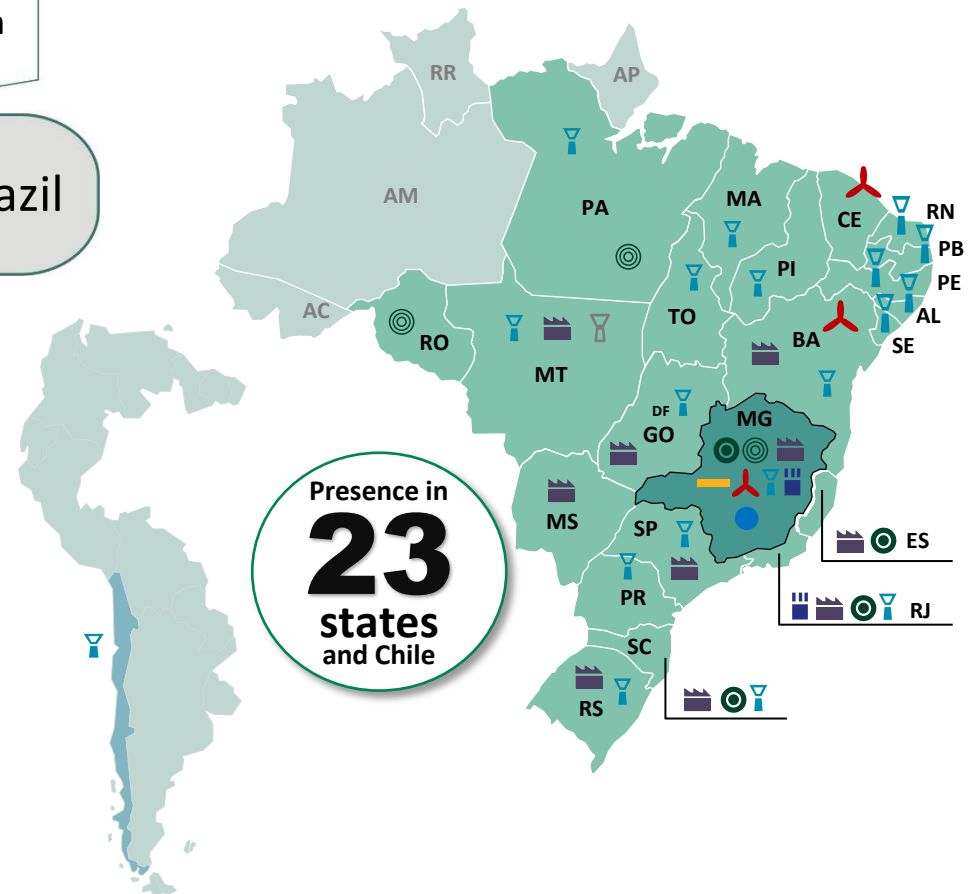 n
azil
RR
AP
AM
PA
MA
CE
RN
PB
PI
PE
AC
TO
AL
RO
BA
SE
MT
DF
GO
MG
Presence in
23
states
and Chile
MS
SP
ES
PR
RJ
SC
RS